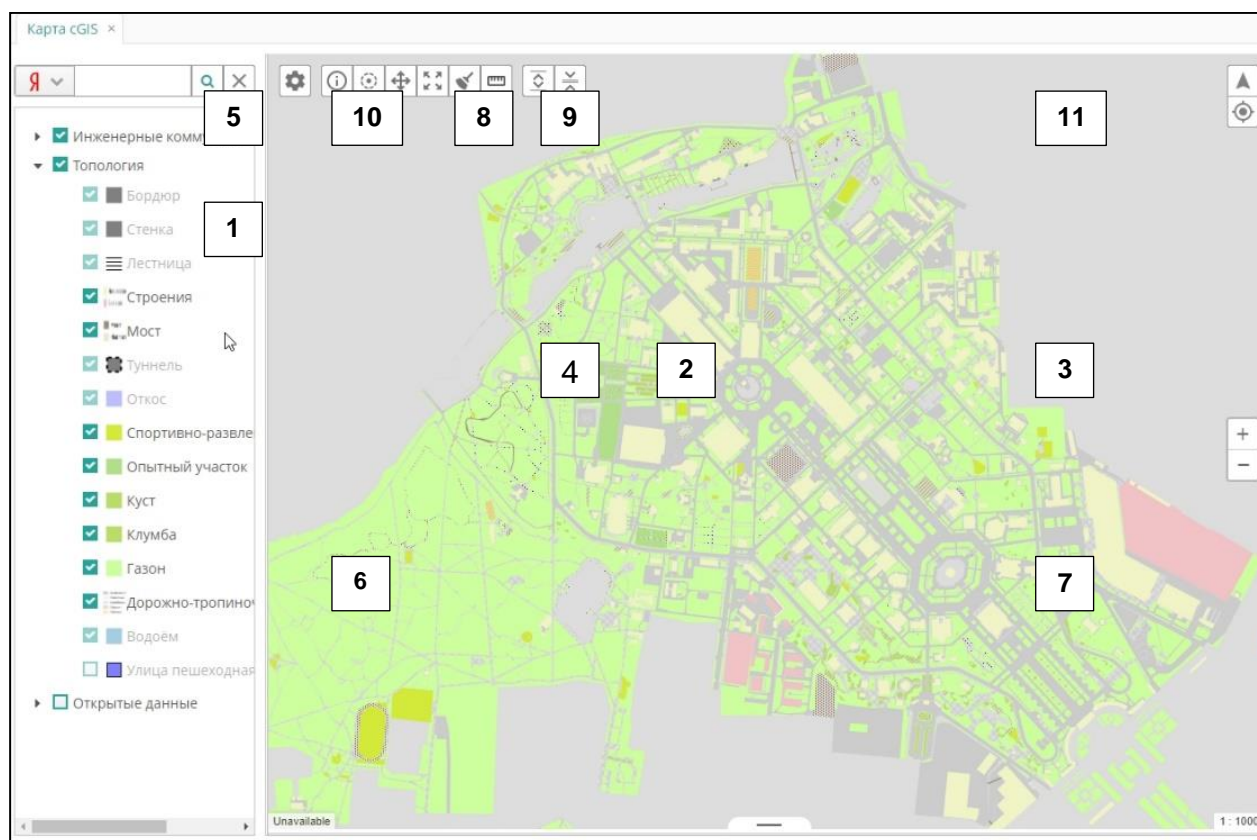 Карта cGIS ×
Я
5 10 8 9 11
Инженерные комм
Топология
Бордюр
1
Стенка
Лестница
Строения
Мост
4 2 3
Туннель
Откос
Спортивно-развле
Опытный участок
Куст
Клумба
6 7
Газон
Дорожно-тропиноч
Водоём
Улица пешеходная
Открытые данные
Unavailable
1 : 1000